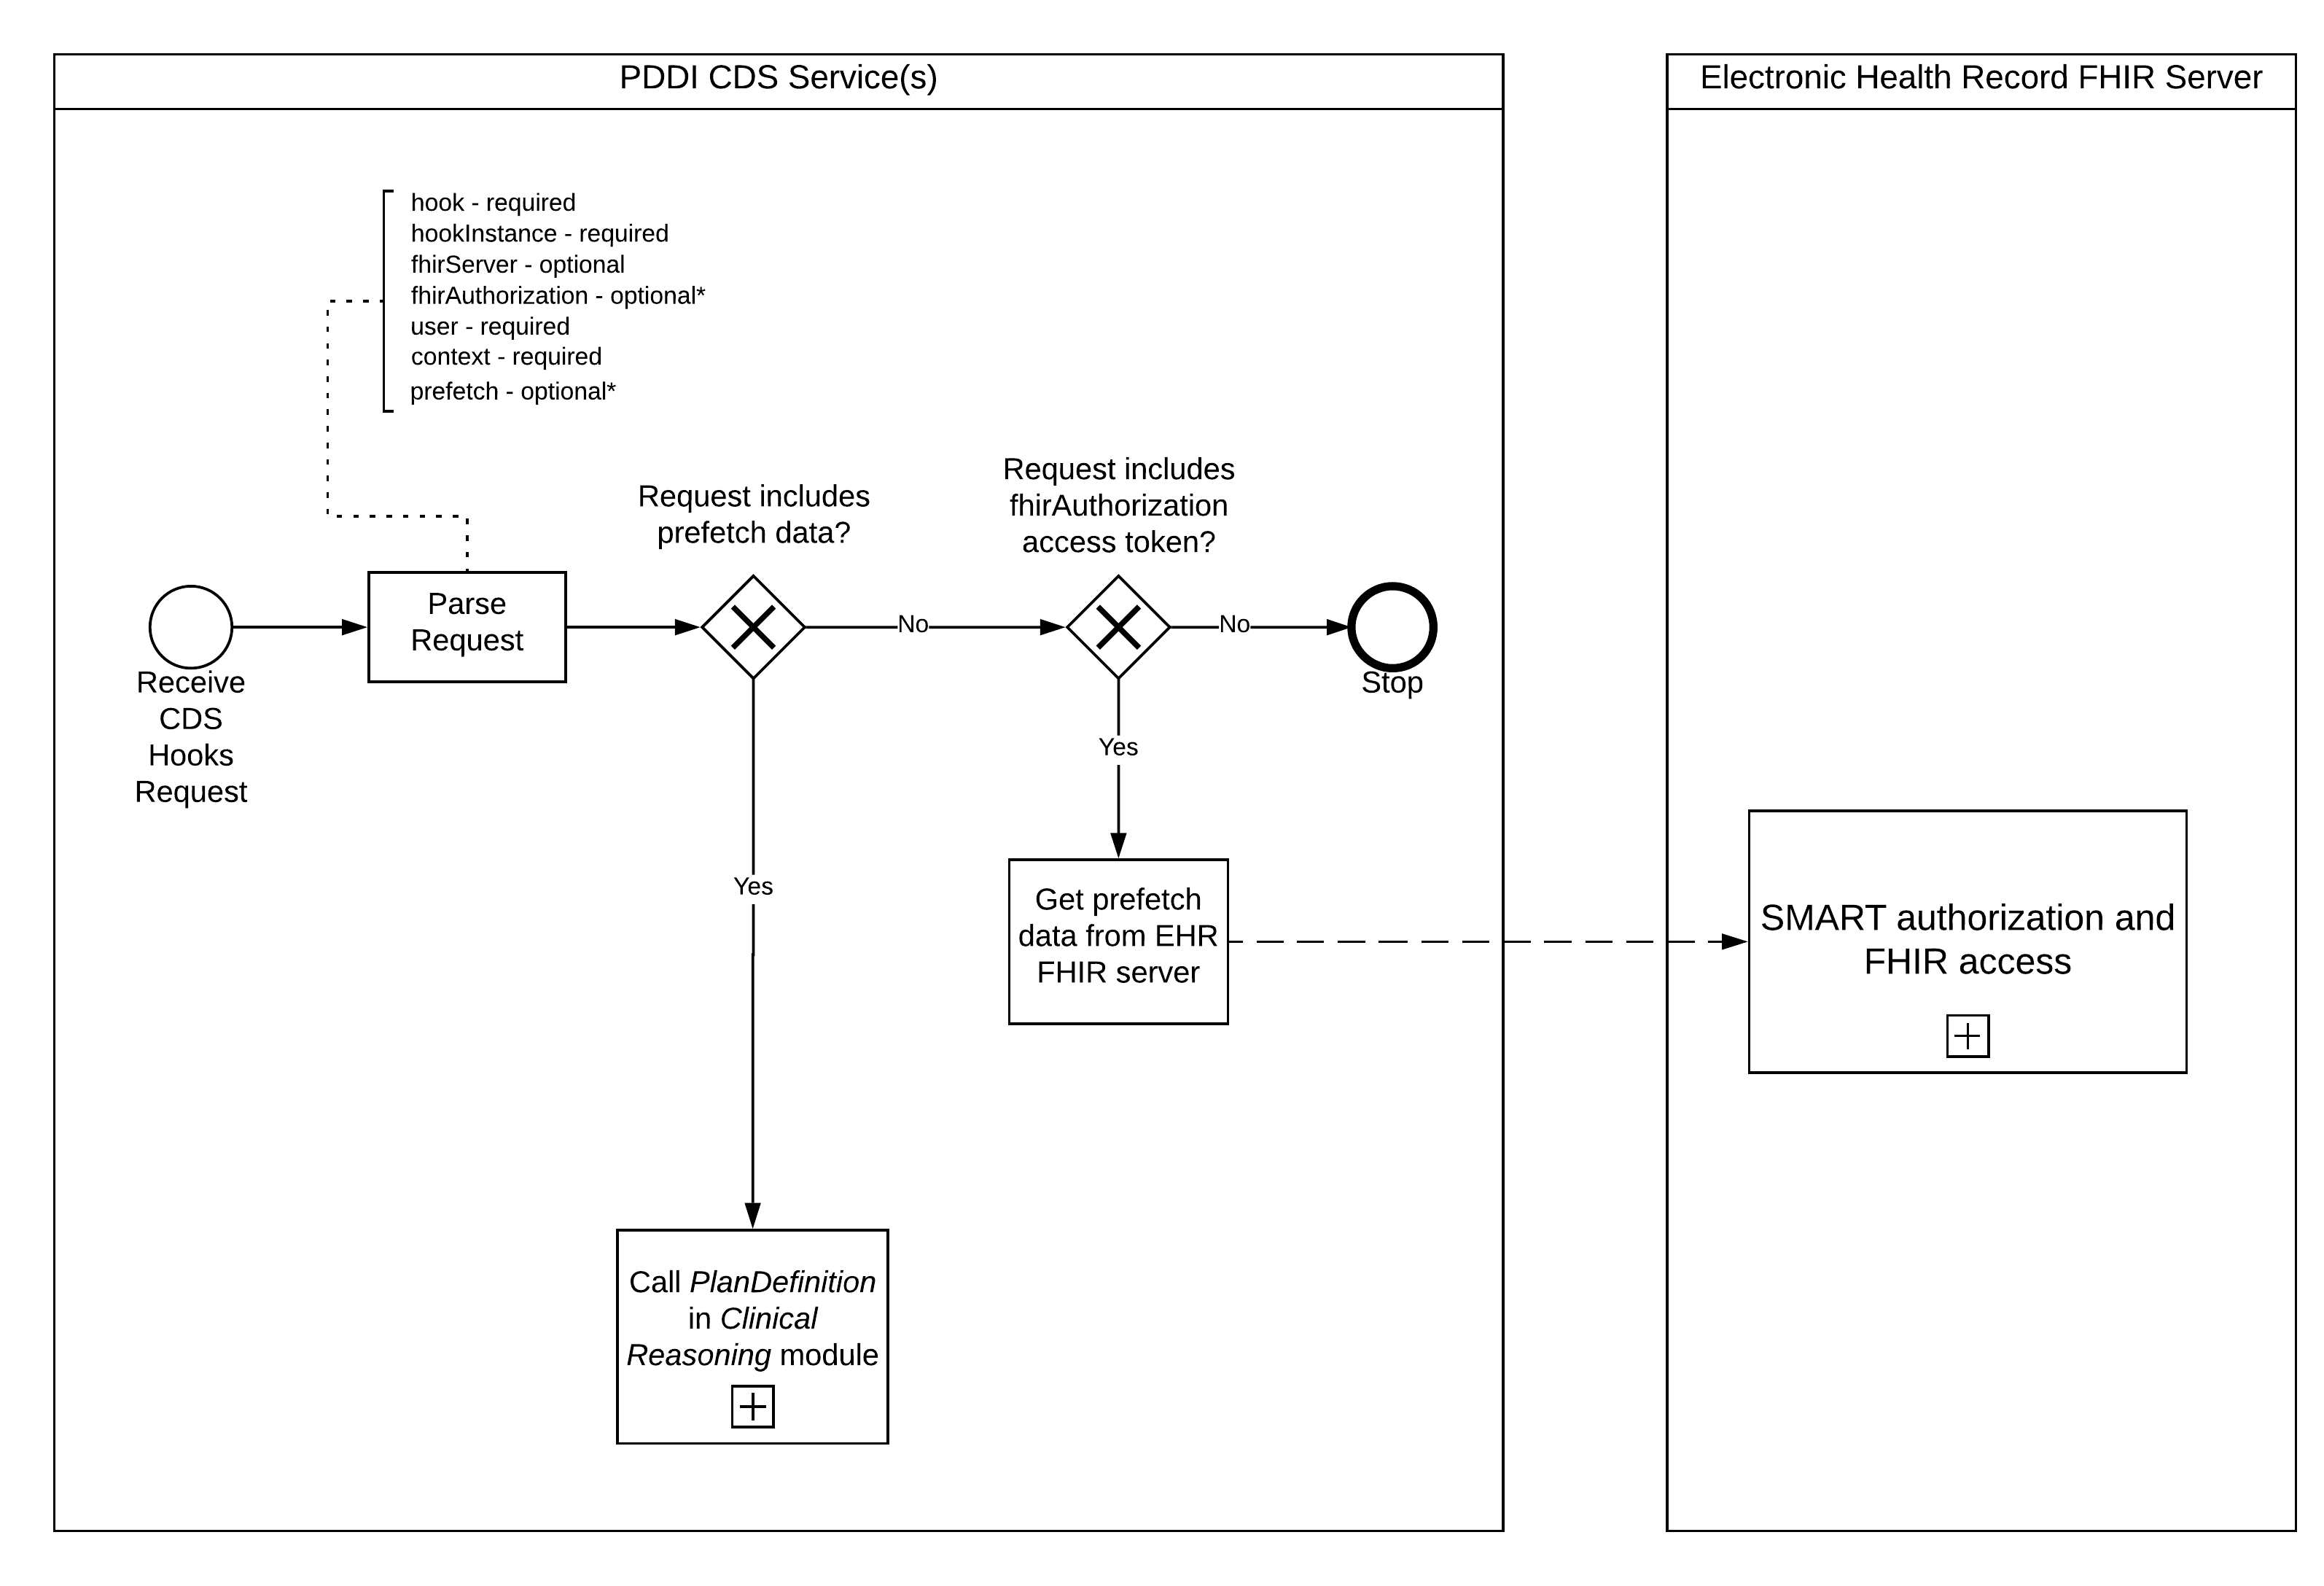 PDDI CDS Service(s)
Electronic Health Record FHIR Server
hook - required
hookInstance - required
fhirServer - optional
fhirAuthorization - optional*
user - required
context - required
prefetch - optional*
Request includes
prefetch data?
Request includes
fhirAuthorization
access token?
Receive
CDS
Hooks
Request
Parse
Request
No
No
Stop
Yes
Yes
Get prefetch
data from EHR
FHIR server
SMART authorization and
FHIR access
Call PlanDefinition
in Clinical
Reasoning module